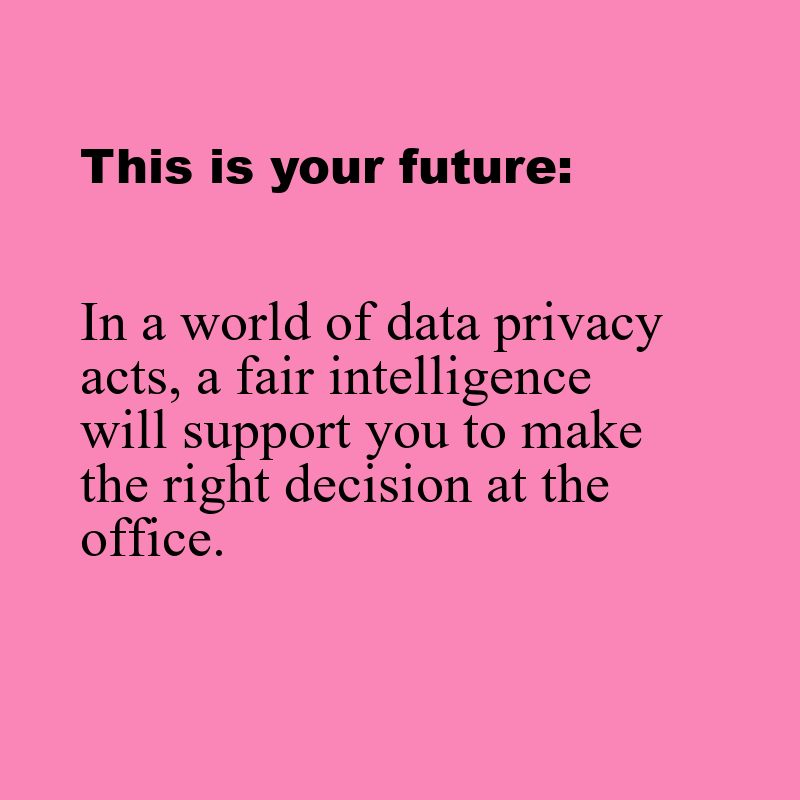 This is your future:
In a world of data privacy
acts, a fair intelligence
will support you to make
the right decision at the
office.